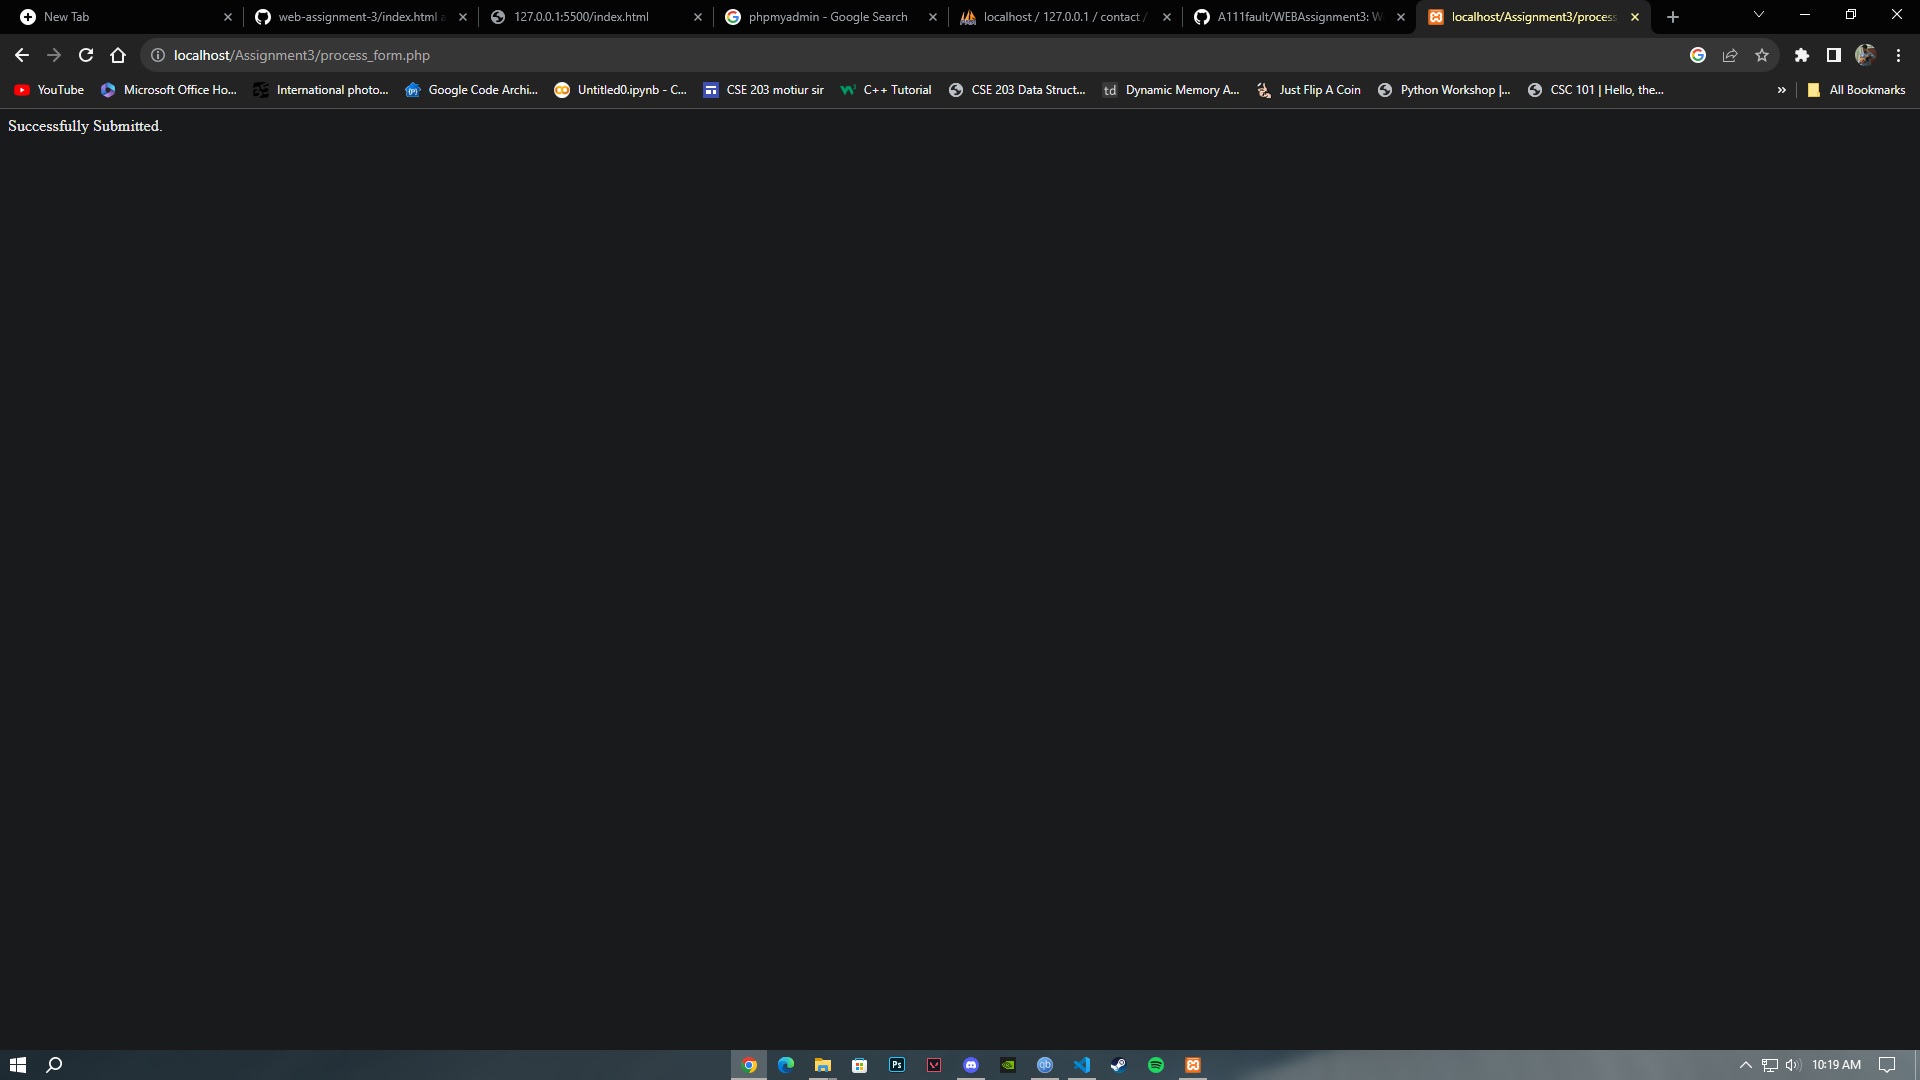 New Tab
web-assignment-3/index.html a
127.0.0.1:5500/index.html
phpmyadmin - Google Search
localhost / 127.0.0.1 / contact /
A111fault/WEBAssignment3: W
localhost/Assignment3/process
localhost/Assignment3/process_form.php
YouTube
Microsoft Office Ho...
International photo...
Google Code Archi...
Untitled0.ipynb - C...
CSE 203 motiur sir
C++ Tutorial
CSE 203 Data Struct...
td
Dynamic Memory A...
Just Flip A Coin
Python Workshop |...
CSC 101 | Hello, the...
»
All Bookmarks
Successfully Submitted.
Ps
qb
10:19 AM